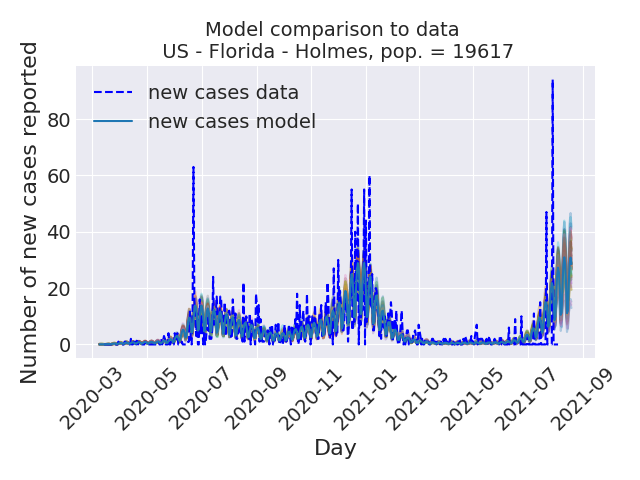 Model comparison to data
US - Florida - Holmes, pop. = 19617
Number of new cases reported
new cases data
new cases model
80
60
40
20
0
2020-03
2020-05
2020-07
2020-09
2020-11
2021-01
2021-03
2021-05
2021-07
2021-09
Day